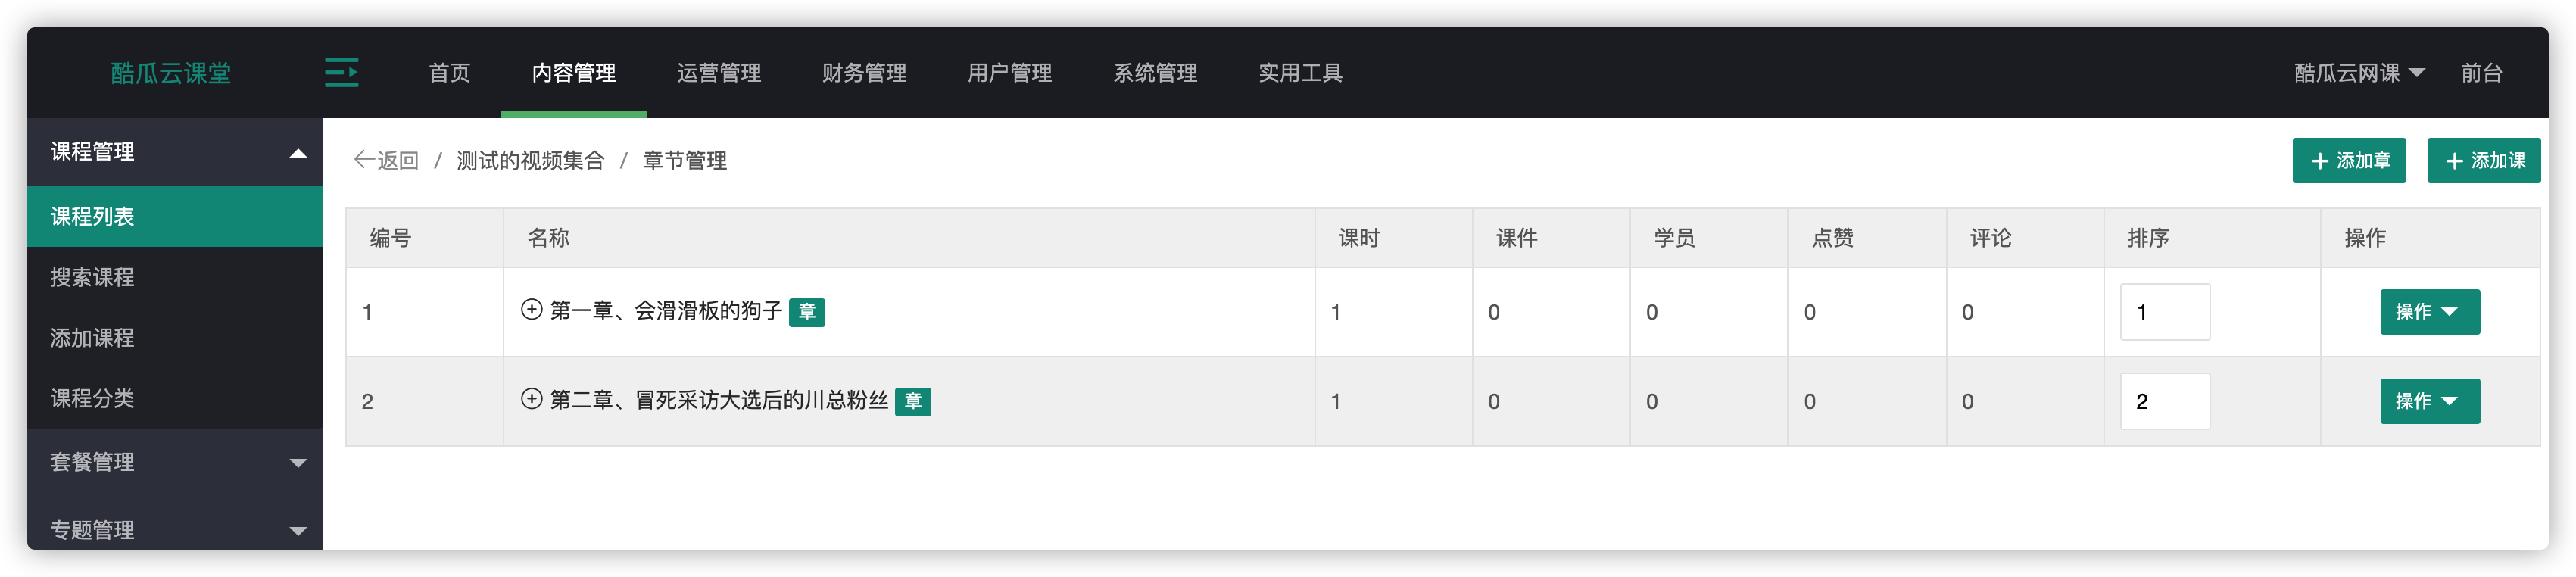 酷瓜云课堂 首页 内容管理 运营管理 财务管理 用户管理 系统管理 实用工具 酷瓜云网课 前台
课程管理
课程列表
搜索课程
添加课程
课程分类
套餐管理
专题管理
返回 / 测试的视频集合 / 章节管理 添加章 添加课
编号 名称 课时 课件 学员 点赞 评论 排序 操作
1 第一章、会滑滑板的狗子 章 1 0 0 0 0 1 操作
2 第二章、冒死采访大选后的川总粉丝 章 1 0 0 0 0 2 操作